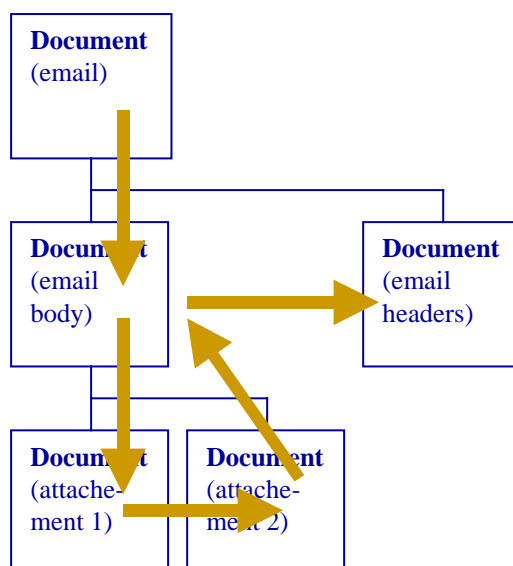 Document
(email)
Document
(email
body)
Document
(email
headers)
Document
(attache-
ment 1)
Document
(attache-
ment 2)